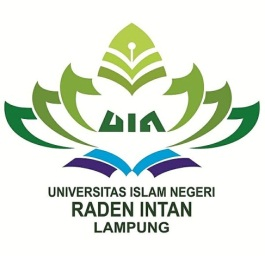 UIN
UNIVERSITAS ISLAM NEGERI
RADEN INTAN
LAMPUNG